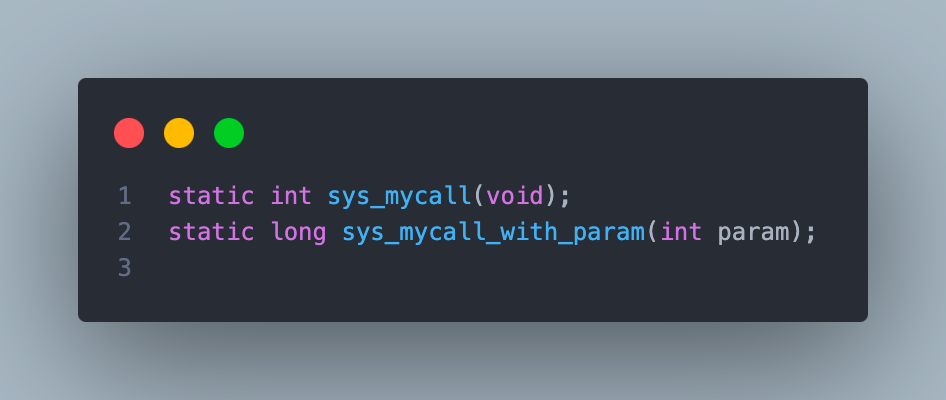 1 static int sys_mycall(void);
2 static long sys_mycall_with_param(int param);
3